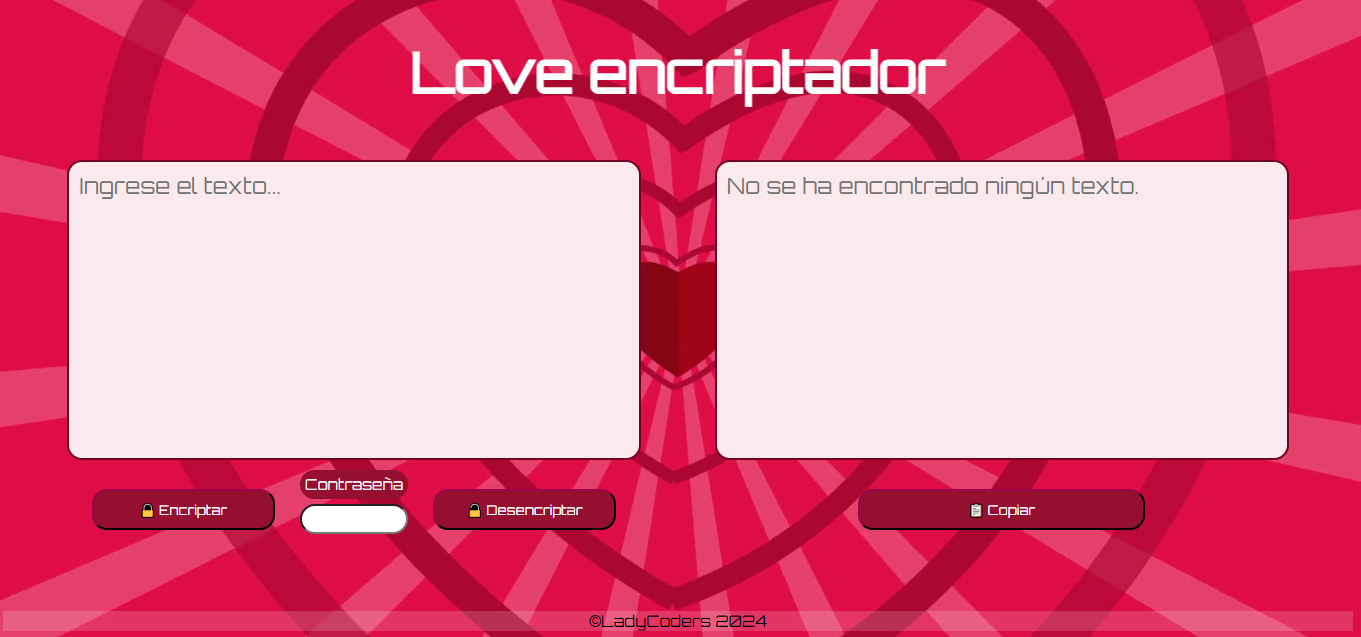 Love encriptador
Ingrese el texto...
No se ha encontrado ningún texto.
Contraseña
Encriptar
Desencriptar
Copiar
©LadyCoders 2024